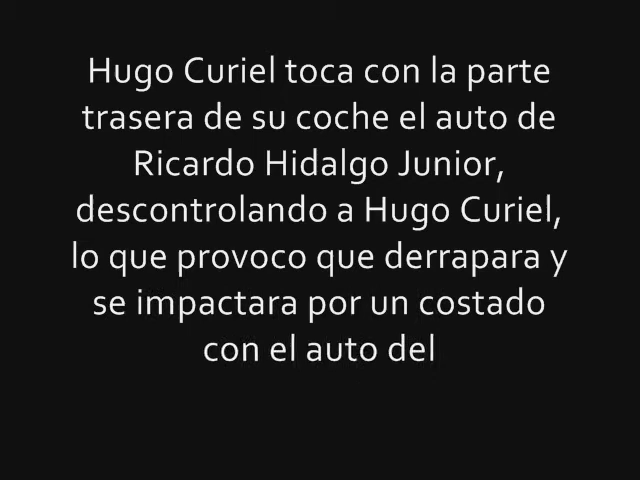 Hugo Curiel toca con la parte
trasera de su coche el auto de
Ricardo Hidalgo Junior,
descontrolando a Hugo Curiel,
lo que provoco que derrapara y
se impactara por un costado
con el auto del